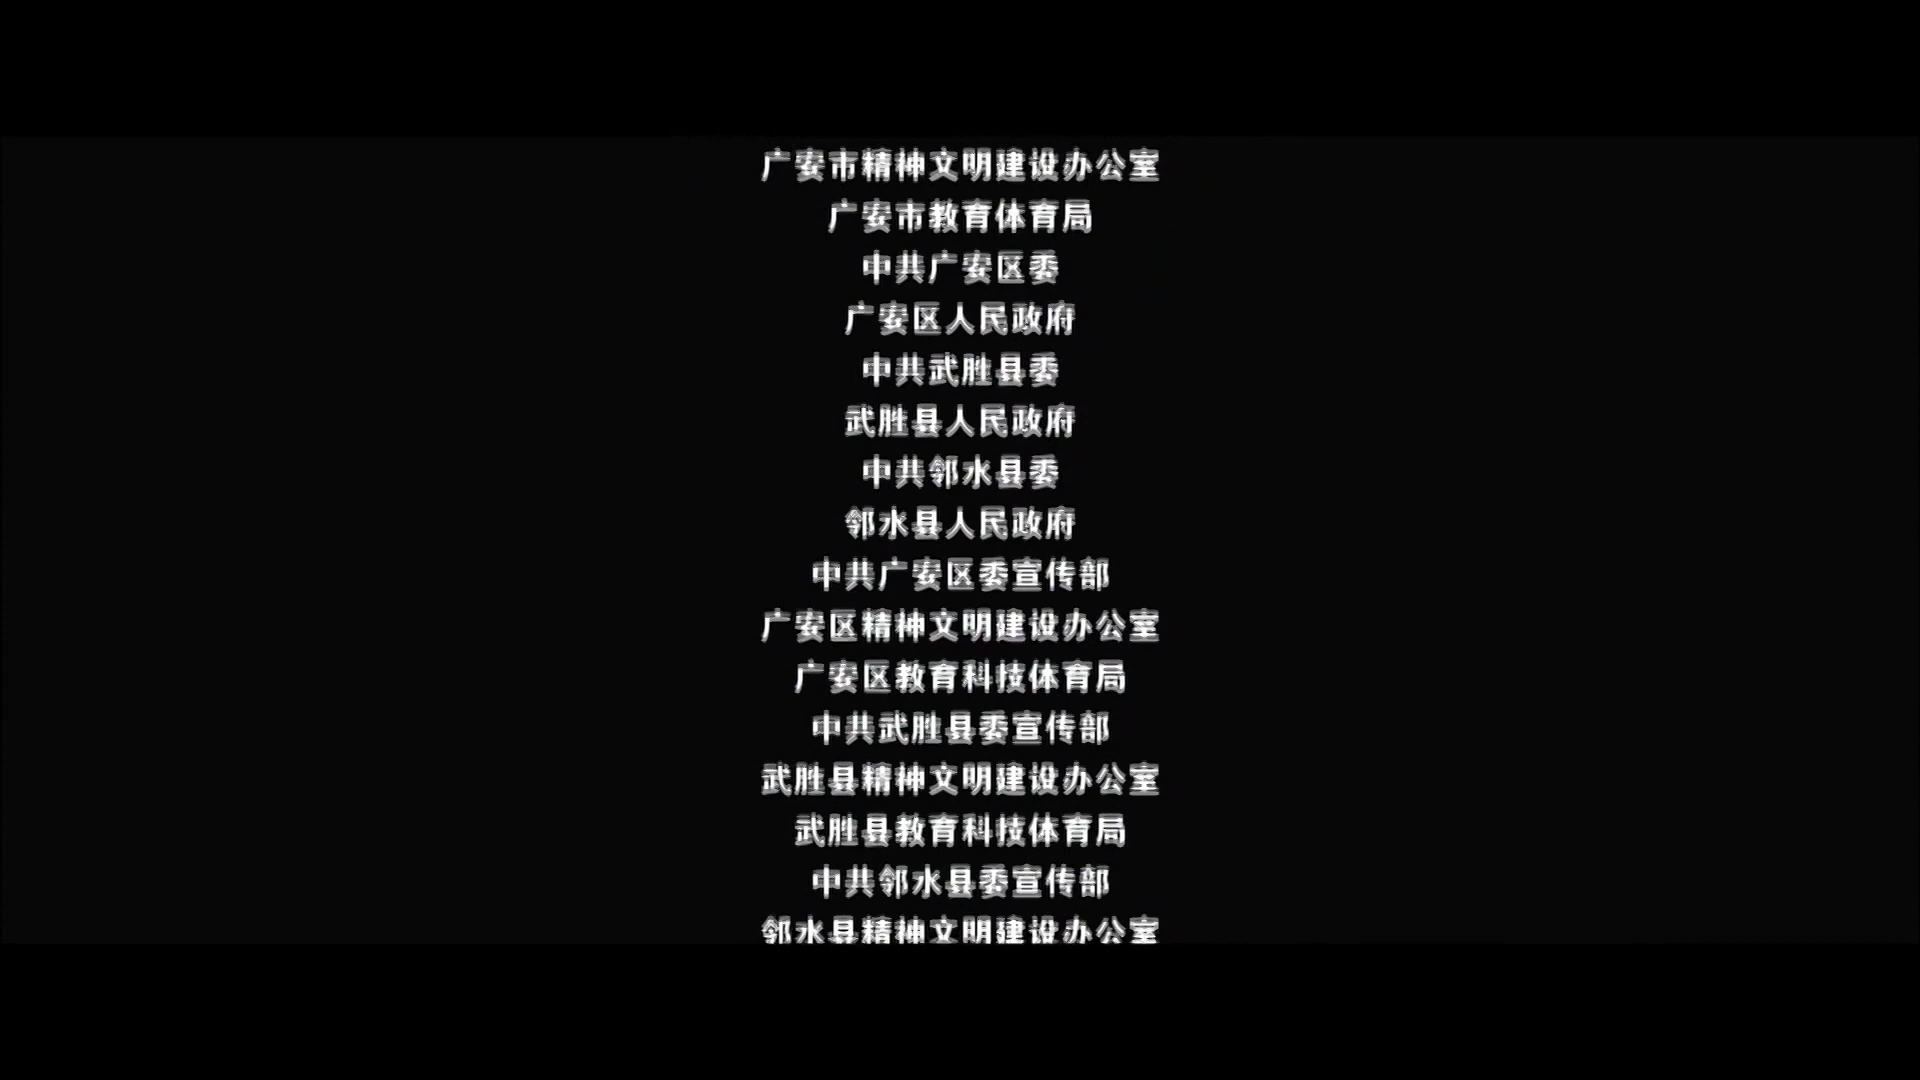 广安市精神文明建设办公室
广安市教育体育局
中共广安区委
广安区人民政府
中共武胜县委
武胜县人民政府
中共邻水县委
邻水县人民政府
中共广安区委宣传部
广安区精神文明建设办公室
广安区教育科技体育局
中共武胜县委宣传部
武胜县精神文明建设办公室
武胜县教育科技体育局
中共邻水县委宣传部
邻水县精神文明建设办公室